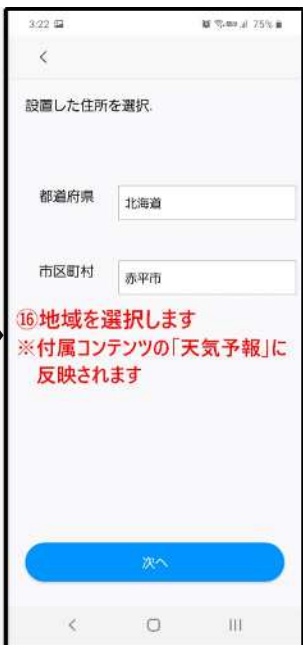 3:22
75%
設置した住所を選択.
都道府県
北海道
市区町村
赤平市
⑯地域を選択します
※付属コンテンツの「天気予報」に
反映されます
次へ